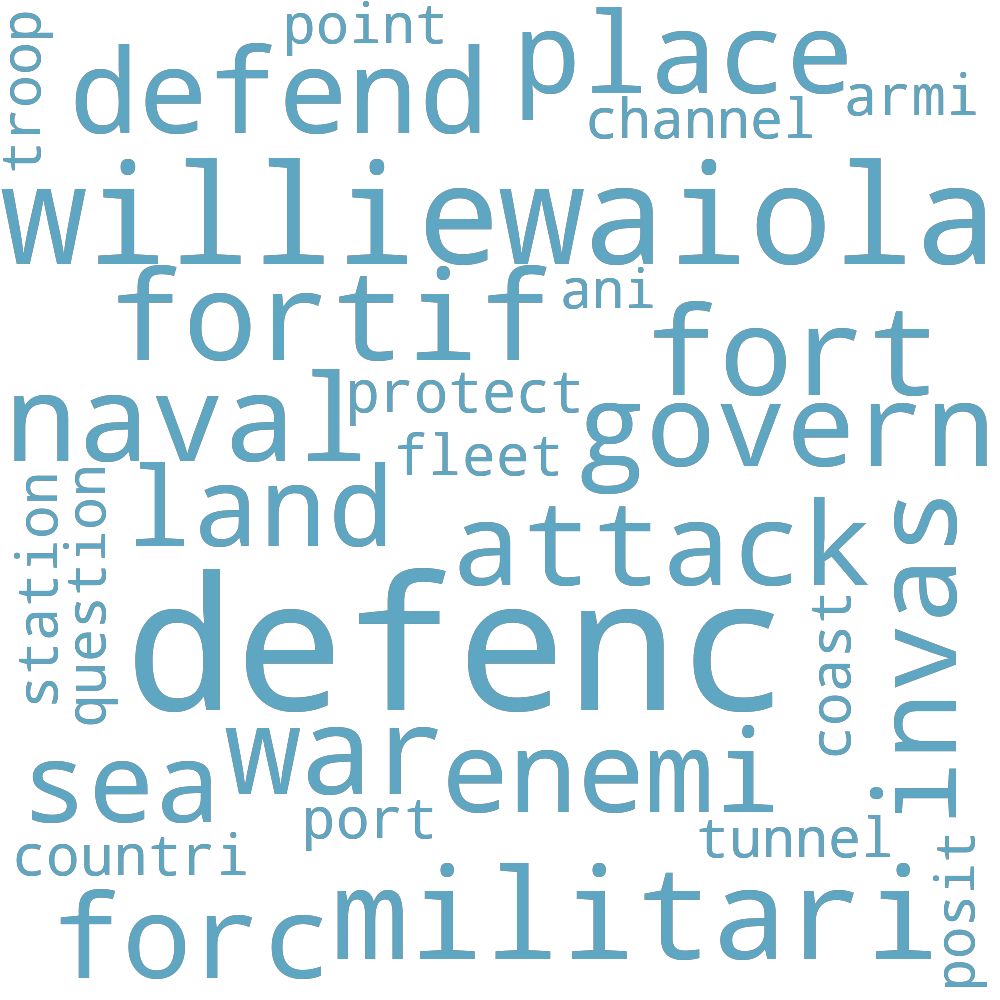 point
place
defend
troop
armi
channel
williewaiola
fortif
ani
fort
naval
protect
govern
fleet
land
station
question
attack
invas
defenc
coast
war
enemi
sea
port
tunnel
countri
posit
forc
militari